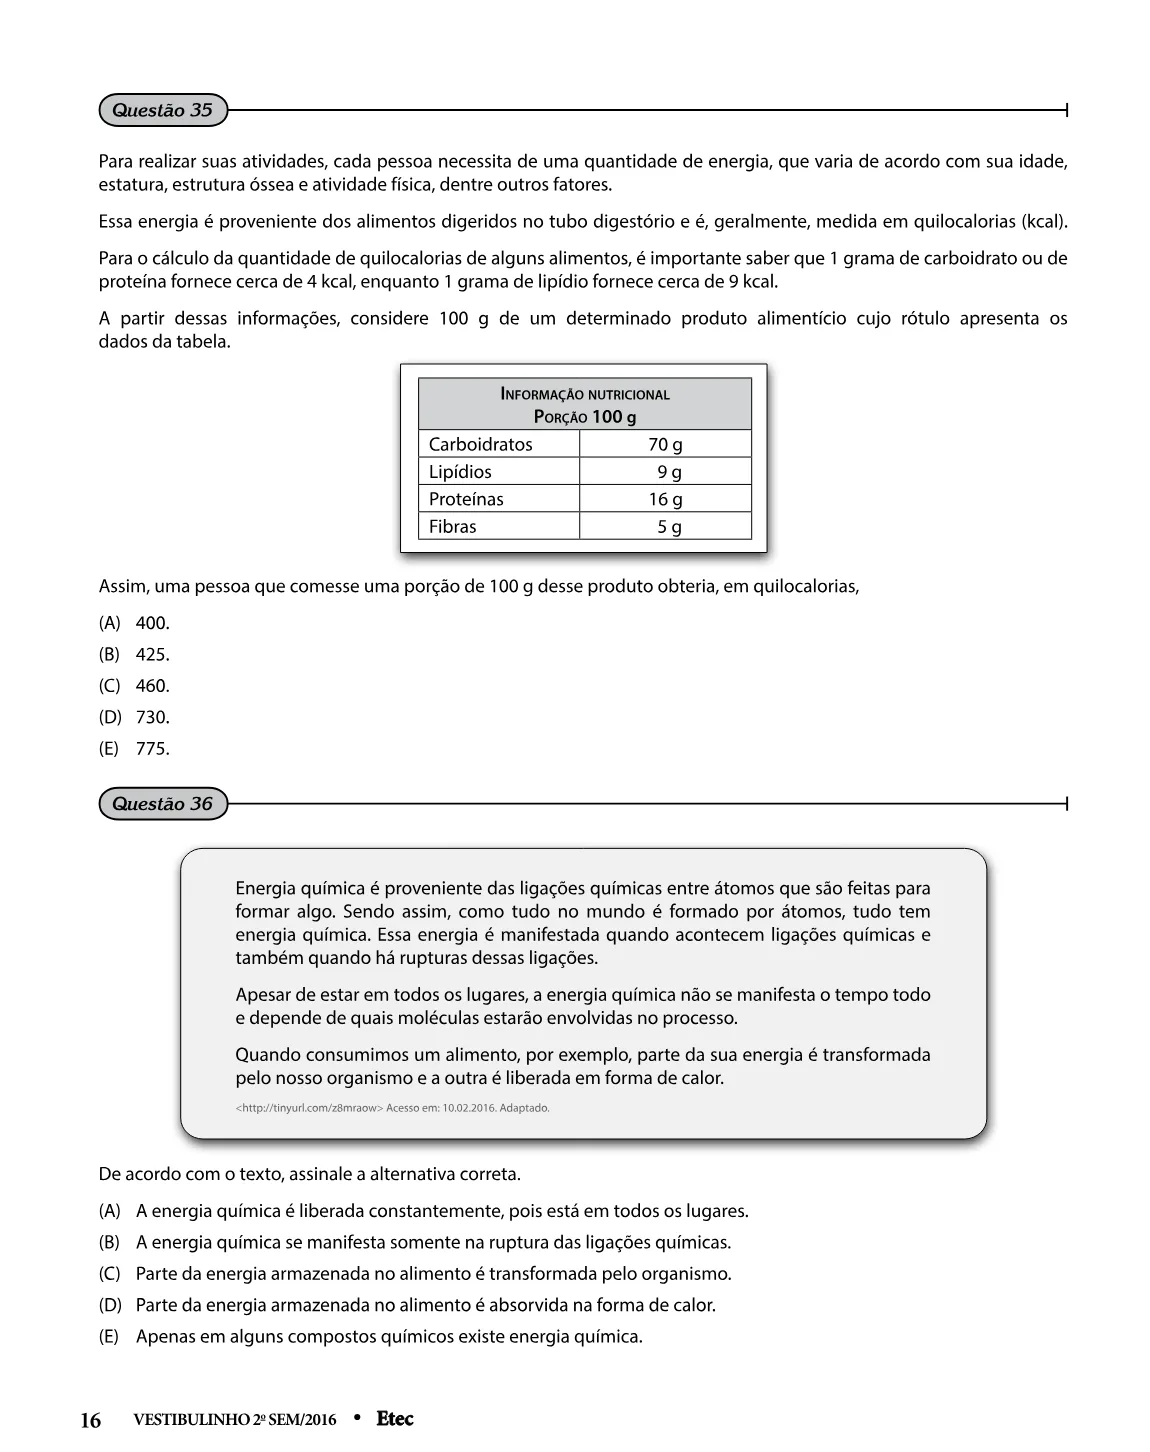 Questão 35
Para realizar suas atividades, cada pessoa necessita de uma quantidade de energia, que varia de acordo com sua idade,
estatura, estrutura óssea e atividade física, dentre outros fatores.
Essa energia é proveniente dos alimentos digeridos no tubo digestório e é, geralmente, medida em quilocalorias (kcal).
Para o cálculo da quantidade de quilocalorias de alguns alimentos, é importante saber que 1 grama de carboidrato ou de
proteína fornece cerca de 4 kcal, enquanto 1 grama de lipídio fornece cerca de 9 kcal.
A partir dessas informações, considere 100 g de um determinado produto alimentício cujo rótulo apresenta os
dados da tabela.
Informação nutricional
Porção 100 g
Carboidratos 70 g
Lipídios 9 g
Proteínas 16 g
Fibras 5 g
Assim, uma pessoa que comesse uma porção de 100 g desse produto obteria, em quilocalorias,
(A) 400.
(B) 425.
(C) 460.
(D) 730.
(E) 775.
Questão 36
Energia química é proveniente das ligações químicas entre átomos que são feitas para
formar algo. Sendo assim, como tudo no mundo é formado por átomos, tudo tem
energia química. Essa energia é manifestada quando acontecem ligações químicas e
também quando há rupturas dessas ligações.
Apesar de estar em todos os lugares, a energia química não se manifesta o tempo todo
e depende de quais moléculas estarão envolvidas no processo.
Quando consumimos um alimento, por exemplo, parte da sua energia é transformada
pelo nosso organismo e a outra é liberada em forma de calor.
<http://tinyurl.com/z8mraow> Acesso em: 10.02.2016. Adaptado.
De acordo com o texto, assinale a alternativa correta.
(A) A energia química é liberada constantemente, pois está em todos os lugares.
(B) A energia química se manifesta somente na ruptura das ligações químicas.
(C) Parte da energia armazenada no alimento é transformada pelo organismo.
(D) Parte da energia armazenada no alimento é absorvida na forma de calor.
(E) Apenas em alguns compostos químicos existe energia química.
16 VESTIBULINHO 2º SEM/2016 • Etec